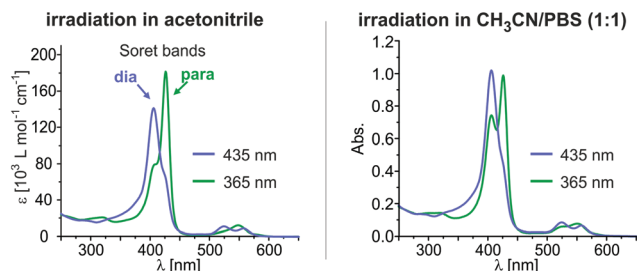 irradiation in acetonitrile
irradiation in CH₃CN/PBS (1:1)
Soret bands
dia
para
ε [10³ L mol⁻¹ cm⁻¹]
200
160
120
80
40
0
435 nm
365 nm
300
400
500
600
λ [nm]
Abs.
1.2
1.0
0.8
0.6
0.4
0.2
0.0
435 nm
365 nm
300
400
500
600
λ [nm]